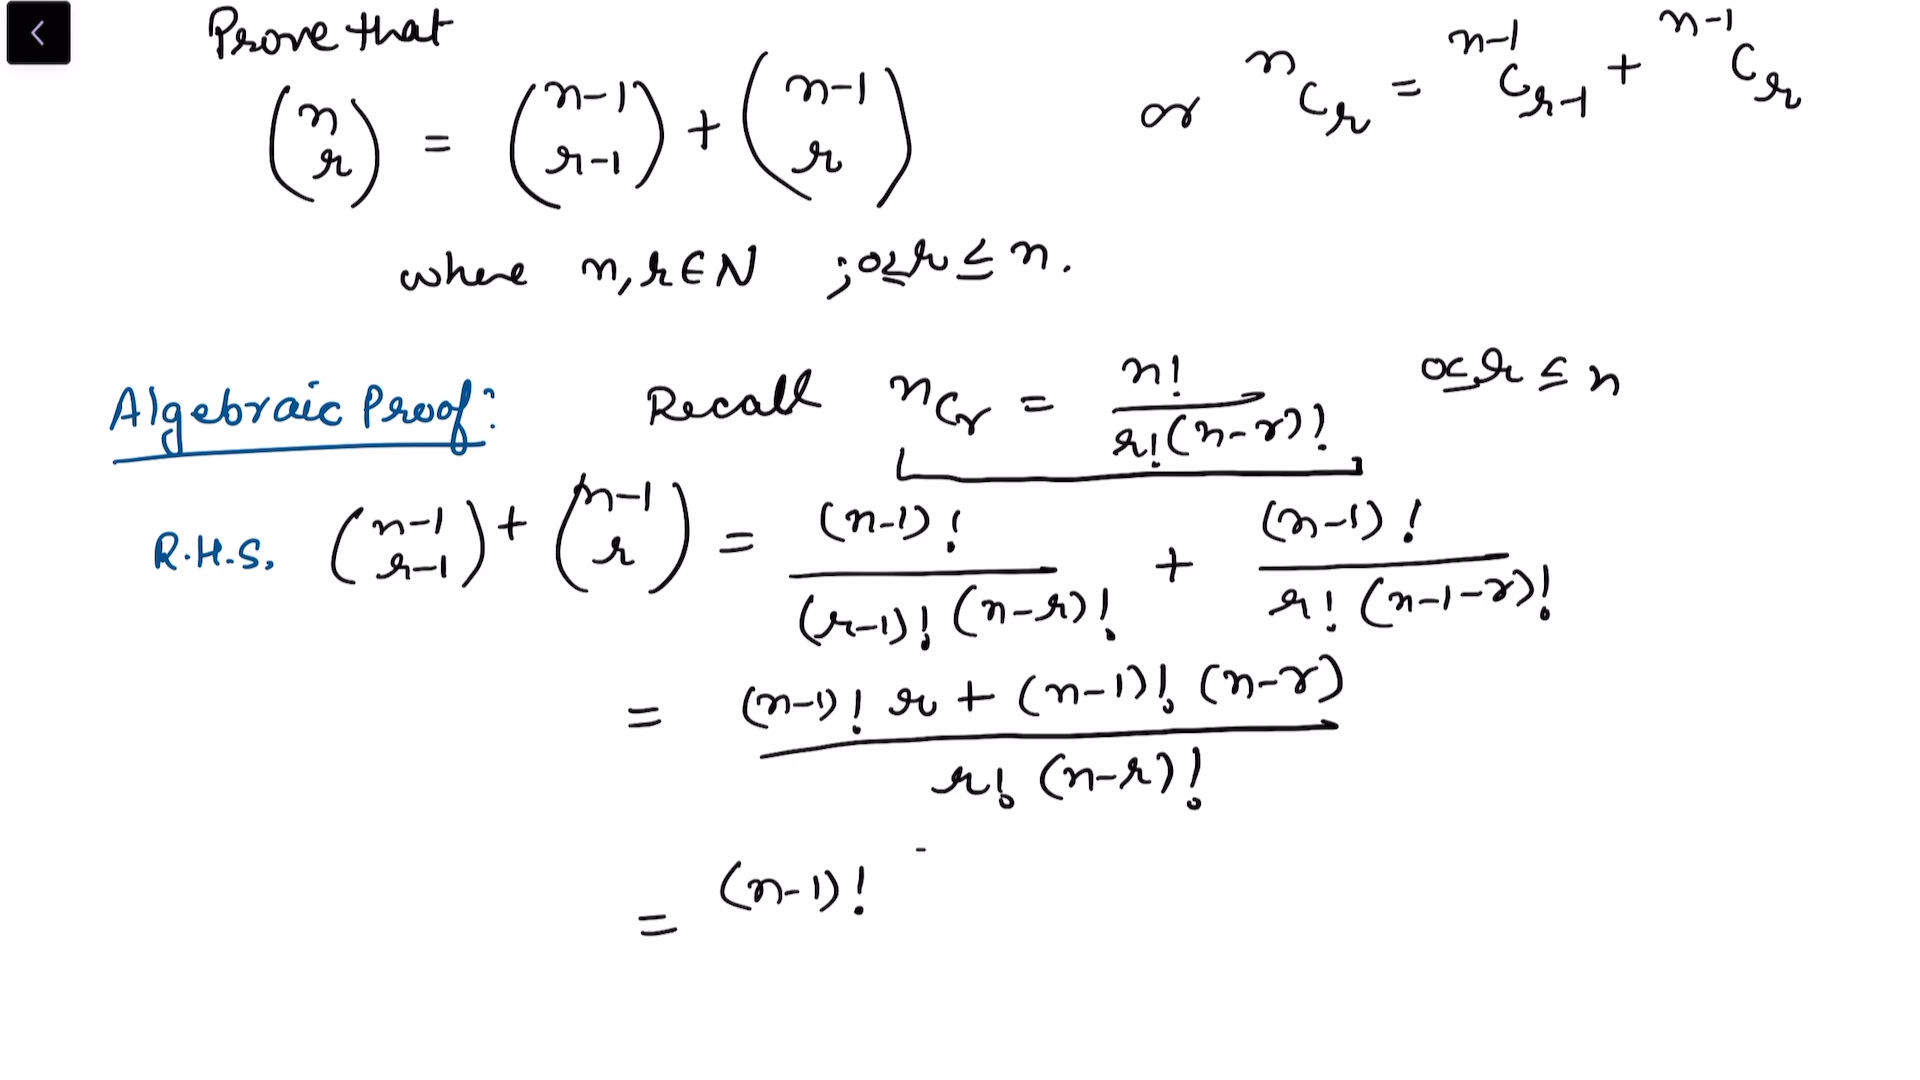 Prove that
(n r) = (n-1 r-1) + (n-1 r) or ⁿCᵣ = ⁿ⁻¹Cᵣ₋₁ + ⁿ⁻¹Cᵣ
where n, r ∈ N ; 0 ≤ r ≤ n.
Algebraic Proof: Recall ⁿCᵣ = n! / r! (n-r)! 0 ≤ r ≤ n
R.H.S. (n-1 r-1) + (n-1 r) = (n-1)! / (r-1)! (n-r)! + (n-1)! / r! (n-1-r)!
= (n-1)! r + (n-1)! (n-r) / r! (n-r)!
= (n-1)!